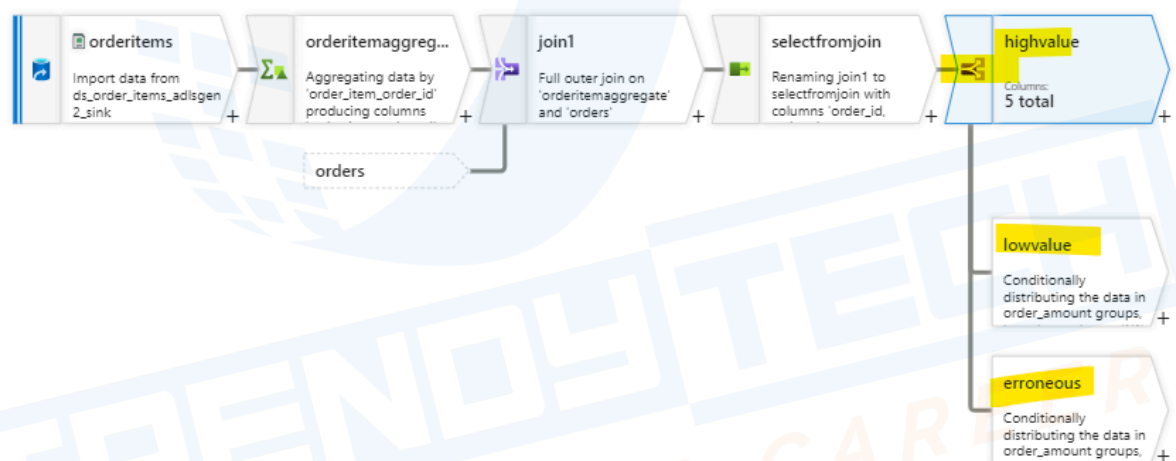 orderitems
Import data from
ds_order_items_adlsgen
2_sink
+
orderitemaggreg...
Aggregating data by
'order_item_order_id'
producing columns
+
join1
Full outer join on
'orderitemaggregate'
and 'orders'
+
selectfromjoin
Renaming join1 to
selectfromjoin with
columns 'order_id,
+
highvalue
Columns:
5 total
+
orders
lowvalue
Conditionally
distributing the data in
order_amount groups,
+
erroneous
Conditionally
distributing the data in
order_amount groups,
+
TRENDYTECH
CAREER